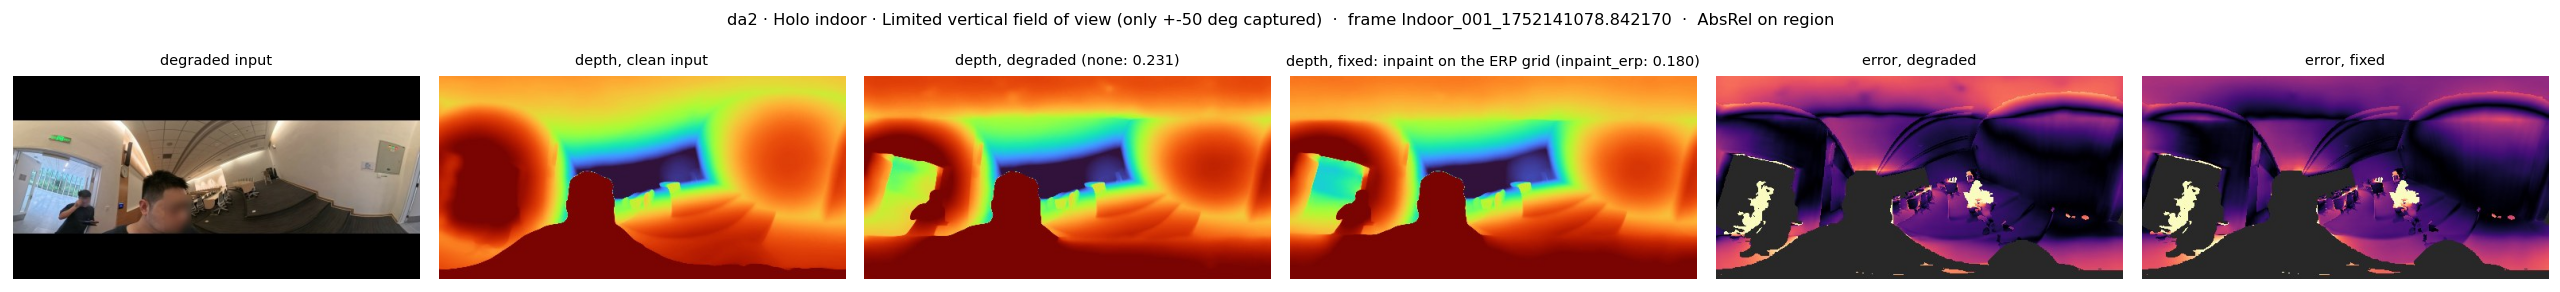 da2 · Holo indoor · Limited vertical field of view (only +-50 deg captured) · frame Indoor_001_1752141078.842170 · AbsRel on region
degraded input
depth, clean input
depth, degraded (none: 0.231)
depth, fixed: inpaint on the ERP grid (inpaint_erp: 0.180)
error, degraded
error, fixed